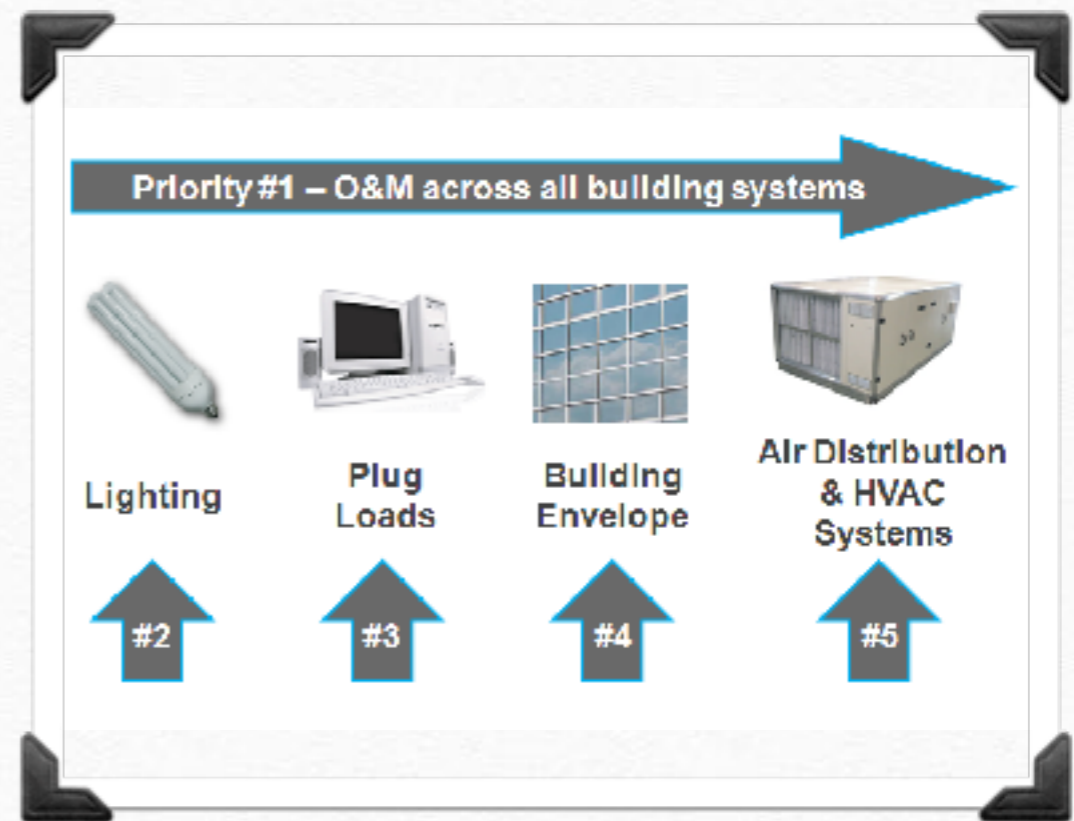 Priority #1 – O&M across all building systems
Lighting
Plug
Loads
Building
Envelope
Air Distribution
& HVAC
Systems
#2
#3
#4
#5